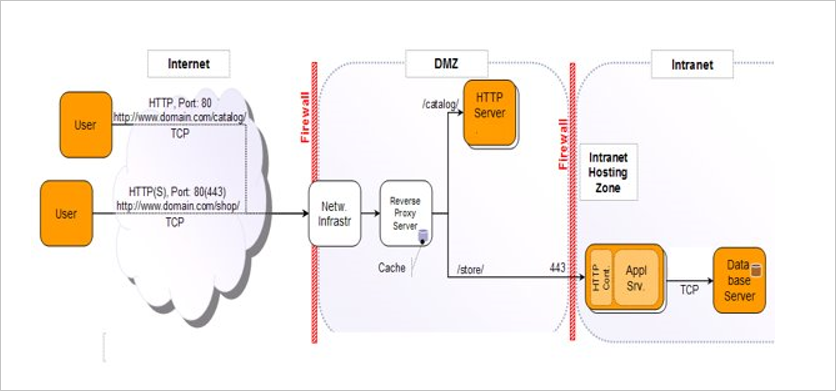 Internet
DMZ
Intranet
User
HTTP, Port: 80
http://www.domain.com/catalog/
TCP
User
HTTP(S), Port: 80(443)
http://www.domain.com/shop/
TCP
Firewall
Netw.
Infrastr
Reverse
Proxy
Server
Cache
/catalog/
HTTP
Server
/store/
443
Firewall
Intranet
Hosting
Zone
HTTP
Cont.
Appl
Srv.
TCP
Data
base
Server